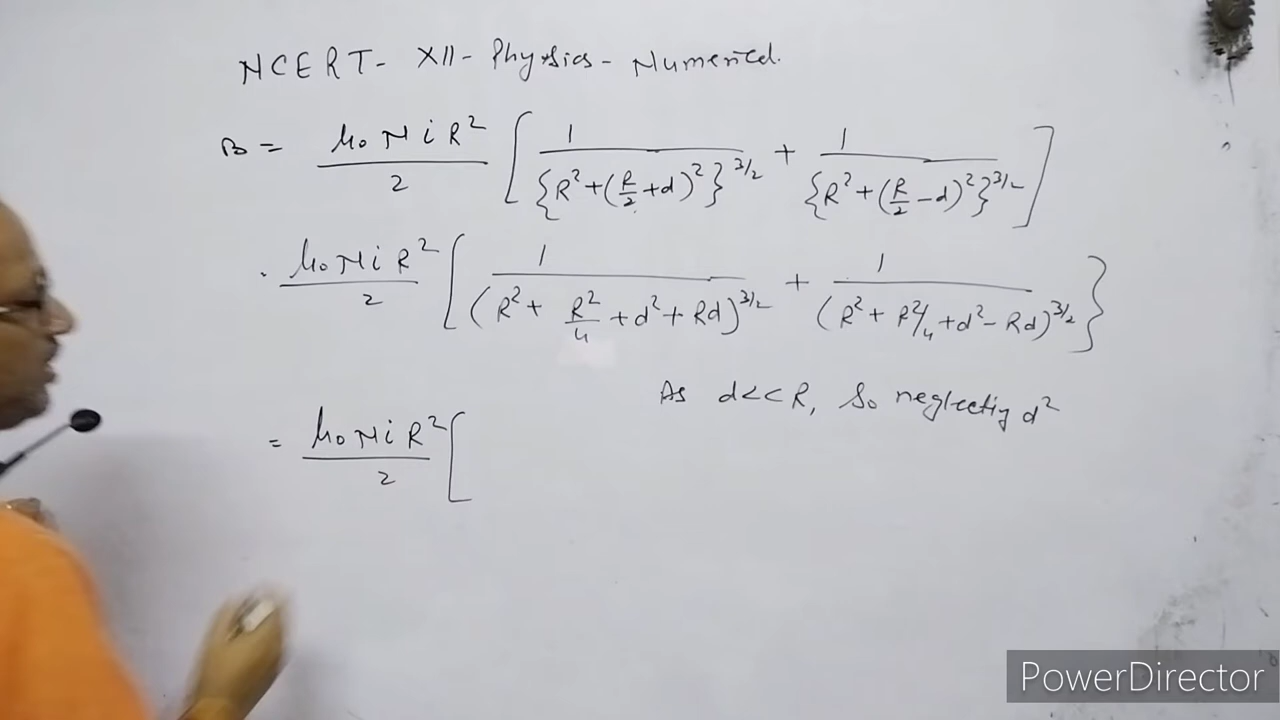 NCERT- XII- Physics- Numerical.
B = μ₀NiR²/2 [ 1/{R²+(R/2+d)²}^3/2 + 1/{R²+(R/2-d)²}^3/2 ]
. μ₀NiR²/2 [ 1/(R²+ R²/4 +d²+Rd)^3/2 + 1/(R²+R²/4+d²-Rd)^3/2 }
As d<<R, So neglecting d²
= μ₀NiR²/2 [
PowerDirector